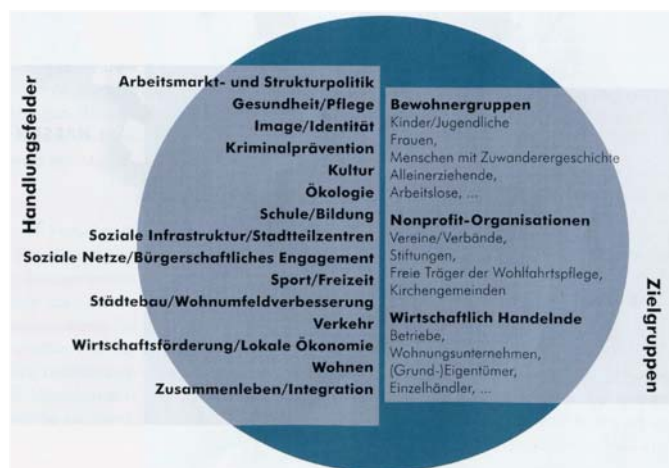 Handlungsfelder
Arbeitsmarkt- und Strukturpolitik
Gesundheit/Pflege
Image/Identität
Kriminalprävention
Kultur
Ökologie
Schule/Bildung
Soziale Infrastruktur/Stadtteilzentren
Soziale Netze/Bürgerschaftliches Engagement
Sport/Freizeit
Städtebau/Wohnumfeldverbesserung
Verkehr
Wirtschaftsförderung/Lokale Ökonomie
Wohnen
Zusammenleben/Integration
Bewohnergruppen
Kinder/Jugendliche
Frauen,
Menschen mit Zuwanderergeschichte
Alleinerziehende,
Arbeitslose, ...
Nonprofit-Organisationen
Vereine/Verbände,
Stiftungen,
Freie Träger der Wohlfahrtspflege,
Kirchengemeinden
Wirtschaftlich Handelnde
Betriebe,
Wohnungsunternehmen,
(Grund-)Eigentümer,
Einzelhändler, ...
Zielgruppen